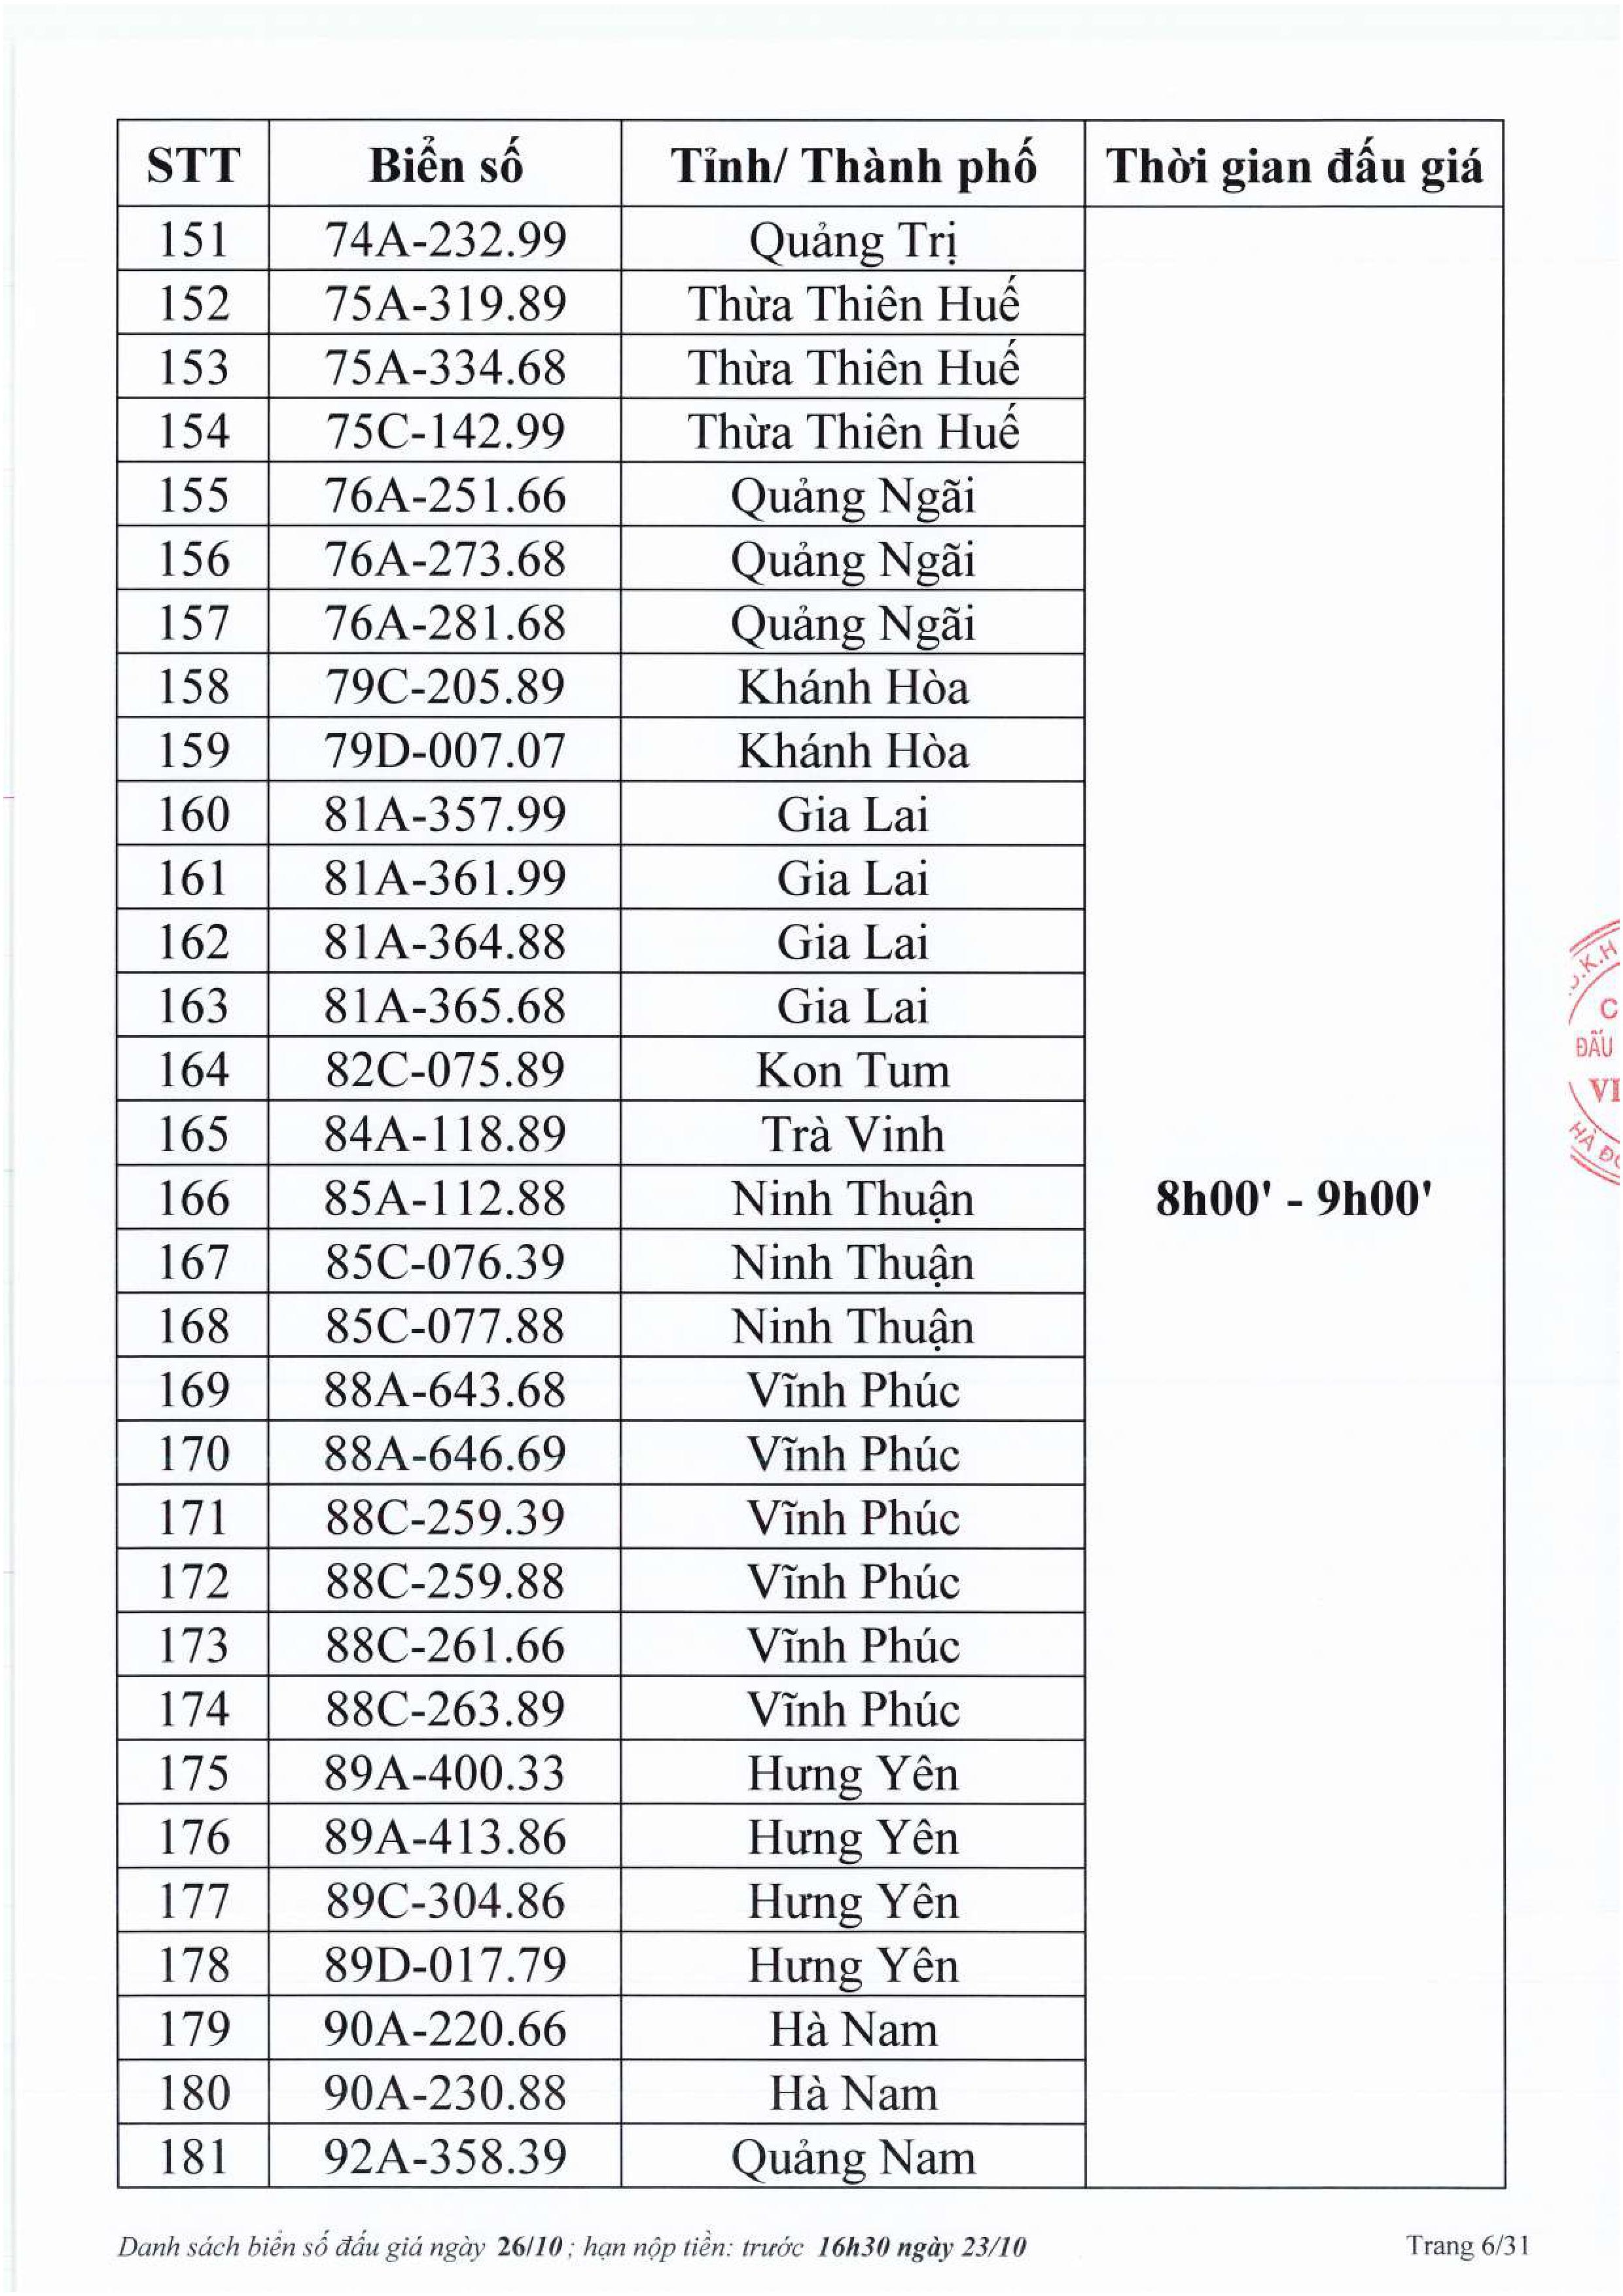 STT Biển số Tỉnh/ Thành phố Thời gian đấu giá
151 74A-232.99 Quảng Trị
152 75A-319.89 Thừa Thiên Huế
153 75A-334.68 Thừa Thiên Huế
154 75C-142.99 Thừa Thiên Huế
155 76A-251.66 Quảng Ngãi
156 76A-273.68 Quảng Ngãi
157 76A-281.68 Quảng Ngãi
158 79C-205.89 Khánh Hòa
159 79D-007.07 Khánh Hòa
160 81A-357.99 Gia Lai
161 81A-361.99 Gia Lai
162 81A-364.88 Gia Lai
163 81A-365.68 Gia Lai
164 82C-075.89 Kon Tum
165 84A-118.89 Trà Vinh
166 85A-112.88 Ninh Thuận 8h00' - 9h00'
167 85C-076.39 Ninh Thuận
168 85C-077.88 Ninh Thuận
169 88A-643.68 Vĩnh Phúc
170 88A-646.69 Vĩnh Phúc
171 88C-259.39 Vĩnh Phúc
172 88C-259.88 Vĩnh Phúc
173 88C-261.66 Vĩnh Phúc
174 88C-263.89 Vĩnh Phúc
175 89A-400.33 Hưng Yên
176 89A-413.86 Hưng Yên
177 89C-304.86 Hưng Yên
178 89D-017.79 Hưng Yên
179 90A-220.66 Hà Nam
180 90A-230.88 Hà Nam
181 92A-358.39 Quảng Nam
Danh sách biển số đấu giá ngày 26/10 ; hạn nộp tiền: trước 16h30 ngày 23/10 Trang 6/31
ĐẤU
HÀ